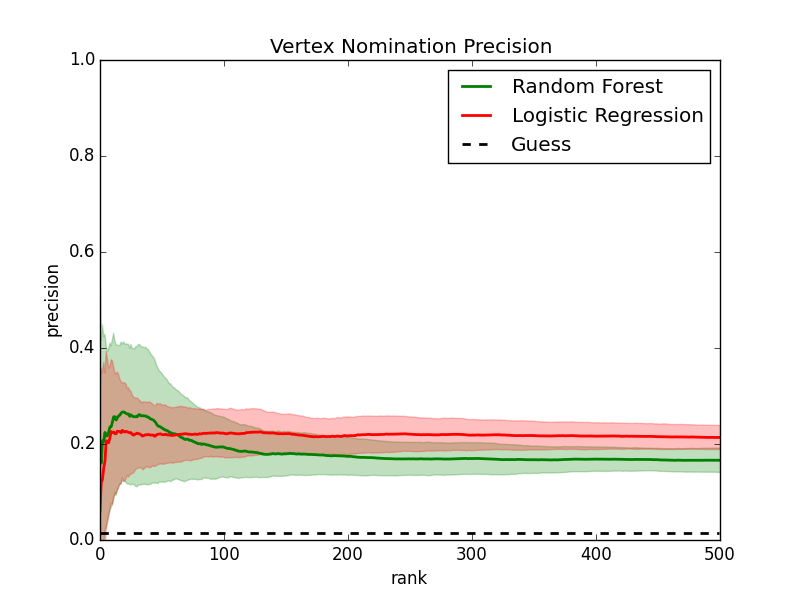 Vertex Nomination Precision
1.0
0.8
0.6
0.4
0.2
0.0
precision
Random Forest
Logistic Regression
Guess
0 100 200 300 400 500
rank